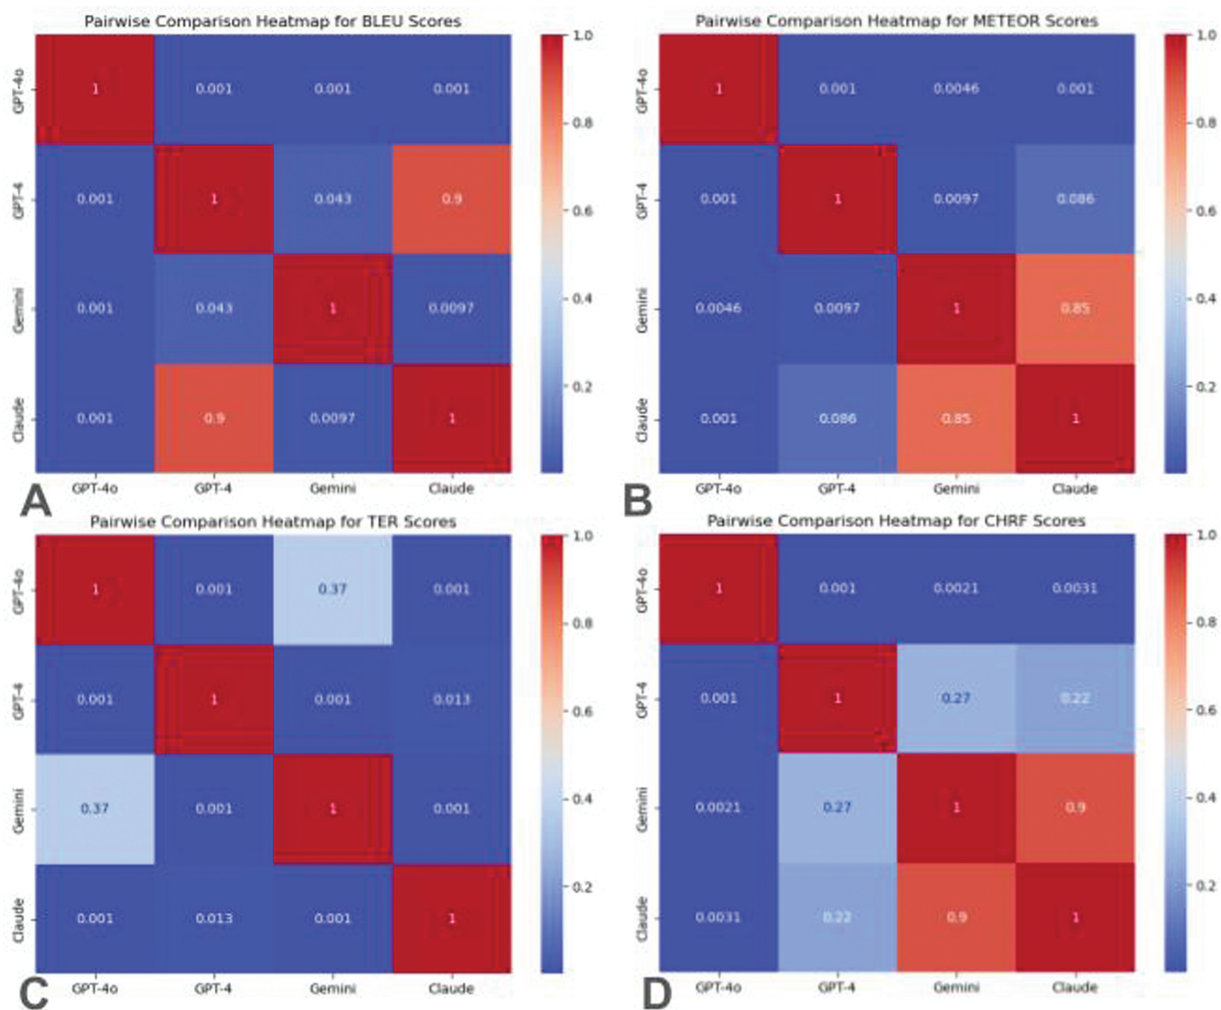 Pairwise Comparison Heatmap for BLEU Scores
GPT-4o 1 0.001 0.001 0.001
GPT-4 0.001 1 0.043 0.9
Gemini 0.001 0.043 1 0.0097
Claude 0.001 0.9 0.0097 1
GPT-4o GPT-4 Gemini Claude
1.0
0.8
0.6
0.4
0.2
A
Pairwise Comparison Heatmap for METEOR Scores
GPT-4o 1 0.001 0.0046 0.001
GPT-4 0.001 1 0.0097 0.086
Gemini 0.0046 0.0097 1 0.85
Claude 0.001 0.086 0.85 1
GPT-4o GPT-4 Gemini Claude
1.0
0.8
0.6
0.4
0.2
B
Pairwise Comparison Heatmap for TER Scores
GPT-4o 1 0.001 0.37 0.001
GPT-4 0.001 1 0.001 0.013
Gemini 0.37 0.001 1 0.001
Claude 0.001 0.013 0.001 1
GPT-4o GPT-4 Gemini Claude
1.0
0.8
0.6
0.4
0.2
C
Pairwise Comparison Heatmap for CHRF Scores
GPT-4o 1 0.001 0.0021 0.0031
GPT-4 0.001 1 0.27 0.22
Gemini 0.0021 0.27 1 0.9
Claude 0.0031 0.22 0.9 1
GPT-4o GPT-4 Gemini Claude
1.0
0.8
0.6
0.4
0.2
D